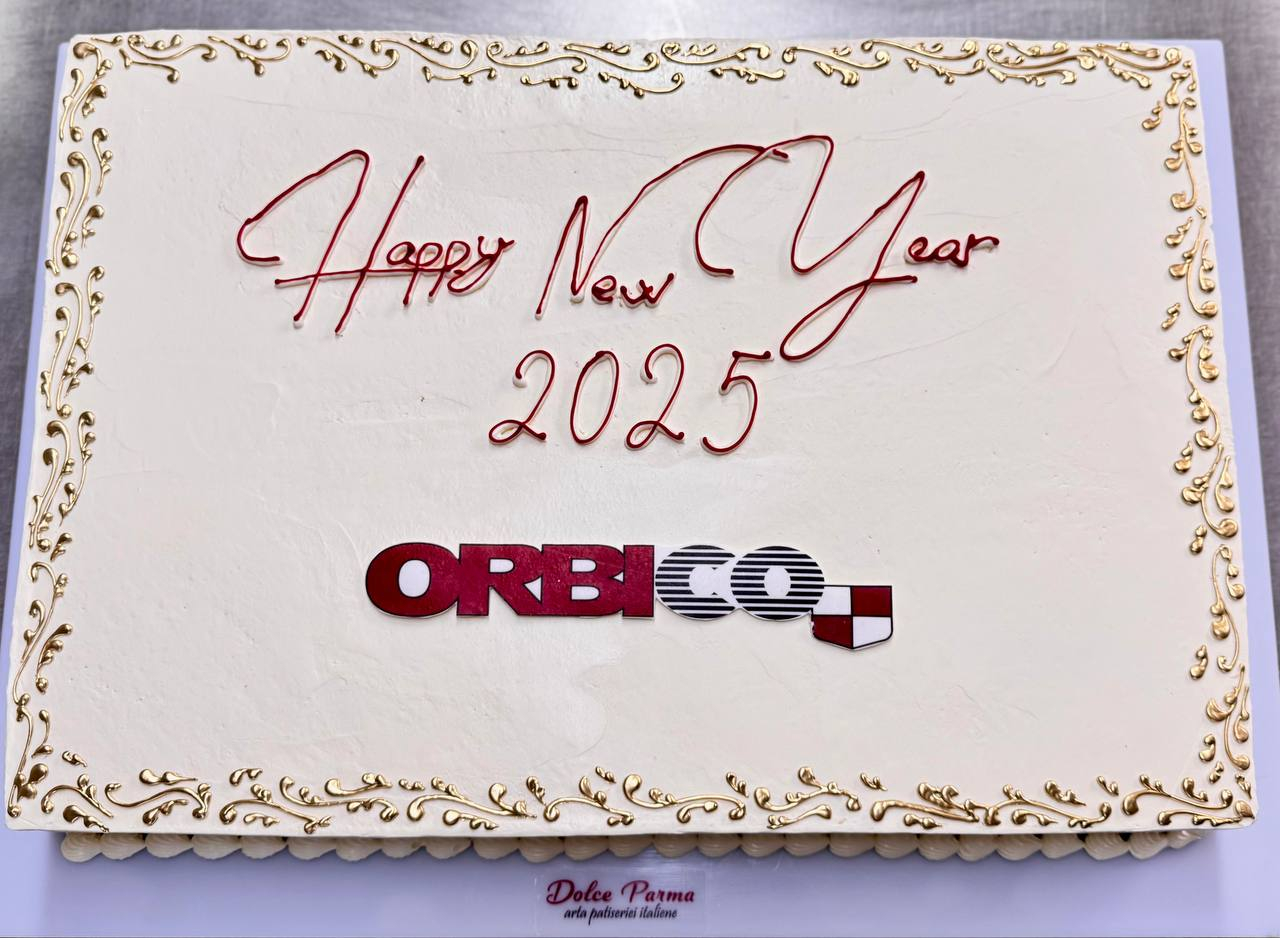 Happy New Year
2025
ORBICO
Dolce Parma
arta patiseriei italiene